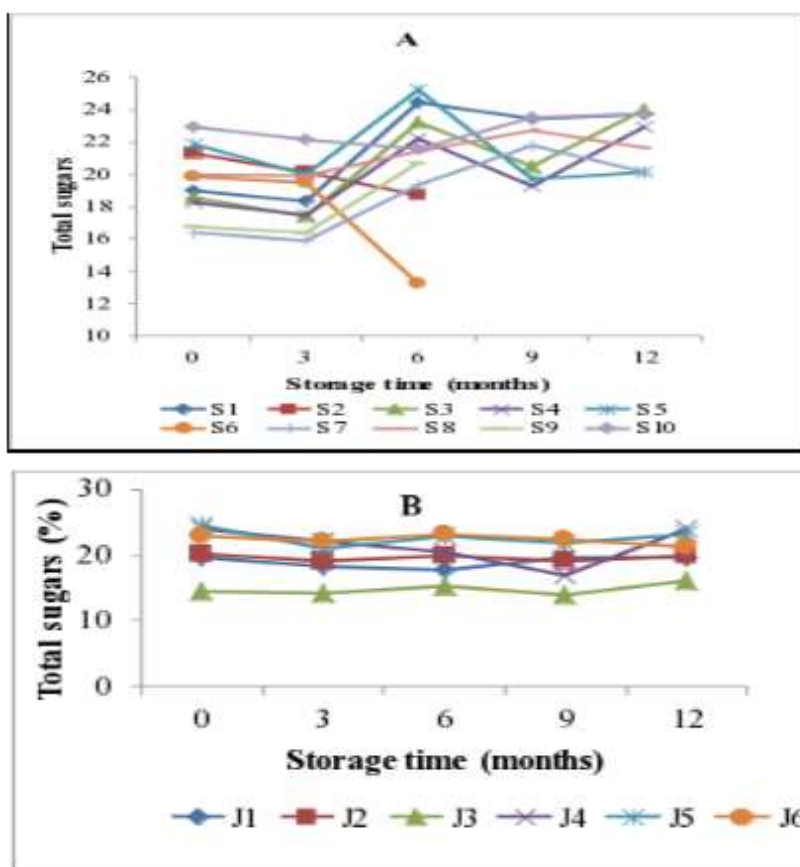 A
26
24
22
20
18
16
14
12
10
Total sugars
0 3 6 9 12
Storage time (months)
S1 S2 S3 S4 S5
S6 S7 S8 S9 S10
B
30
20
10
0
Total sugars (%)
0 3 6 9 12
Storage time (months)
J1 J2 J3 J4 J5 J6